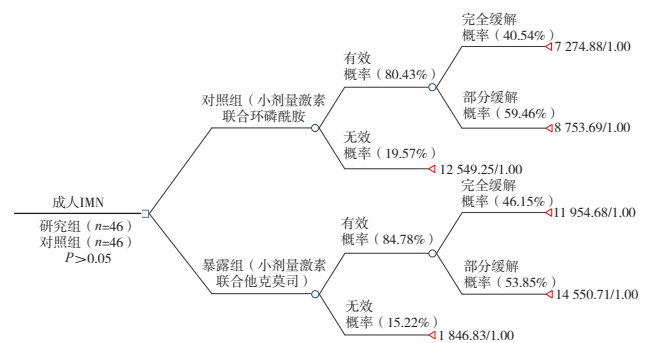 完全缓解
概率（40.54%）
7 274.88/1.00
有效
概率（80.43%）
部分缓解
概率（59.46%）
8 753.69/1.00
对照组（小剂量激素
联合环磷酰胺
无效
概率（19.57%）
12 549.25/1.00
成人IMN
研究组（n=46）
对照组（n=46）
P＞0.05
完全缓解
概率（46.15%）
11 954.68/1.00
有效
概率（84.78%）
部分缓解
概率（53.85%）
14 550.71/1.00
暴露组（小剂量激素
联合他克莫司）
无效
概率（15.22%）
1 846.83/1.00